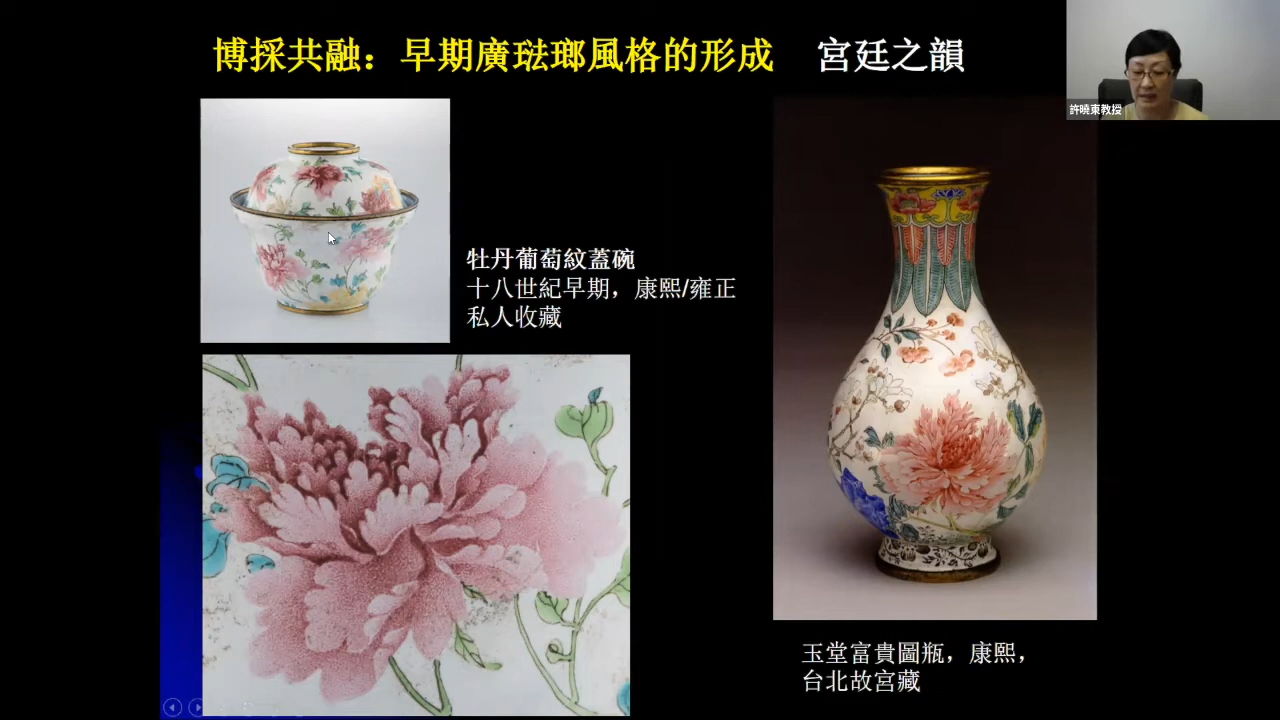 博採共融：早期廣琺瑯風格的形成 宮廷之韻
許曉東教授
牡丹葡萄紋蓋碗
十八世紀早期，康熙/雍正
私人收藏
玉堂富貴圖瓶，康熙，
台北故宮藏